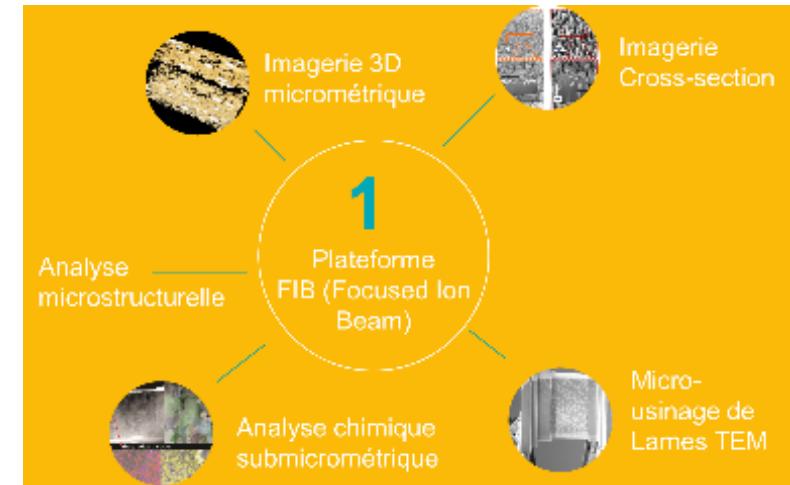 Imagerie 3D
micrométrique
Imagerie
Cross-section
1
Plateforme
FIB (Focused Ion
Beam)
Analyse
microstructurelle
Analyse chimique
submicrométrique
Micro-
usinage de
Lames TEM